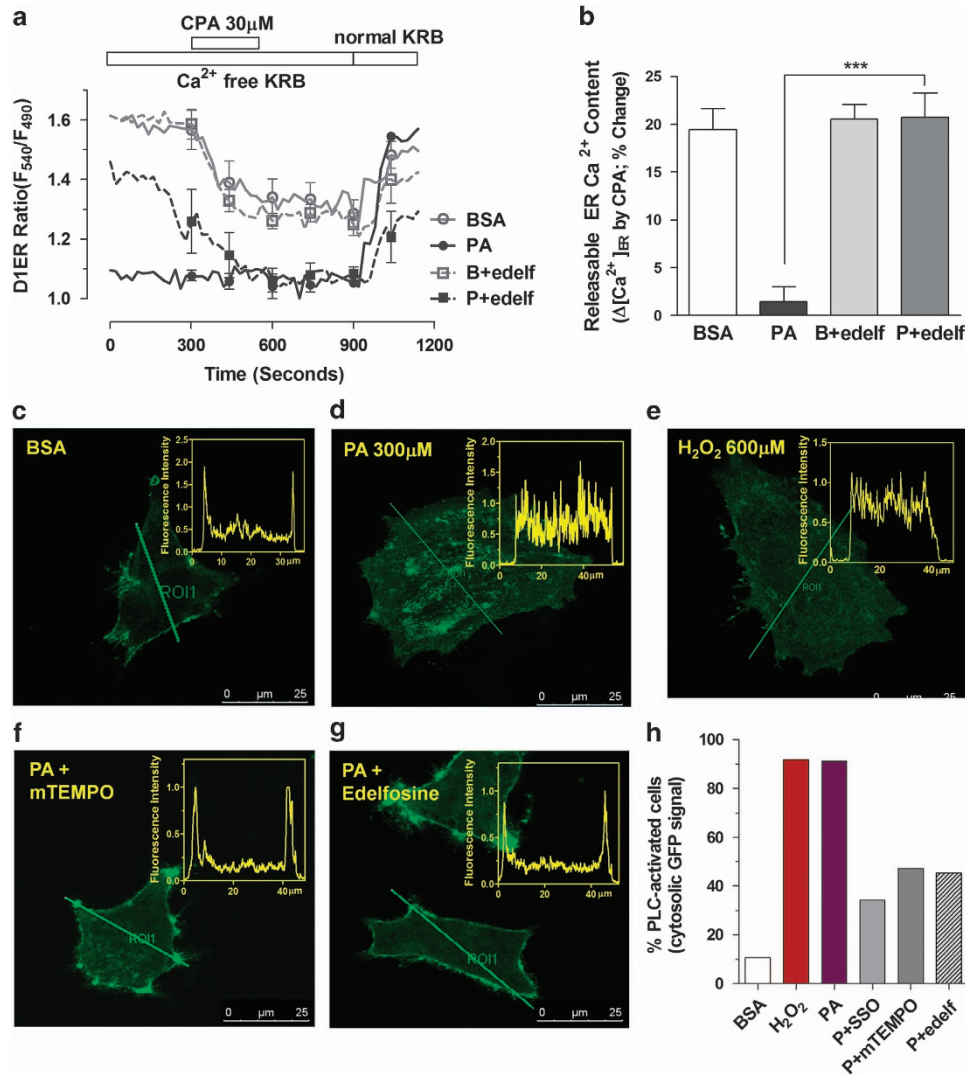 a
CPA 30μM
normal KRB
Ca²⁺ free KRB
D1ER Ratio(F₅₄₀/F₄₉₀)
1.6
1.4
1.2
1.0
0 300 600 900 1200
Time (Seconds)
BSA
PA
B+edelf
P+edelf
b
***
Releasable ER Ca²⁺ Content
(Δ[Ca²⁺]ER by CPA; % Change)
25
20
15
10
5
0
BSA PA B+edelf P+edelf
c
BSA
Fluorescence Intensity
2.5
2.0
1.5
1.0
0.5
0.0
0 10 20 30 μm
ROI1
0 μm 25
d
PA 300μM
Fluorescence Intensity
2.0
1.5
1.0
0.5
0.0
0 20 40 μm
0 μm 25
e
H₂O₂ 600μM
Fluorescence Intensity
1.5
1.0
0.5
0.0
0 20 40 μm
ROI1
0 μm 25
f
PA +
mTEMPO
Fluorescence Intensity
1.0
0.5
0.0
0 20 40 μm
ROI1
0 μm 25
g
PA +
Edelfosine
Fluorescence Intensity
1.0
0.5
0.0
0 20 40 μm
ROI1
0 μm 25
h
% PLC-activated cells
(cytosolic GFP signal)
100
80
60
40
20
0
BSA
H₂O₂
PA
P+SSO
P+mTEMPO
P+edelf